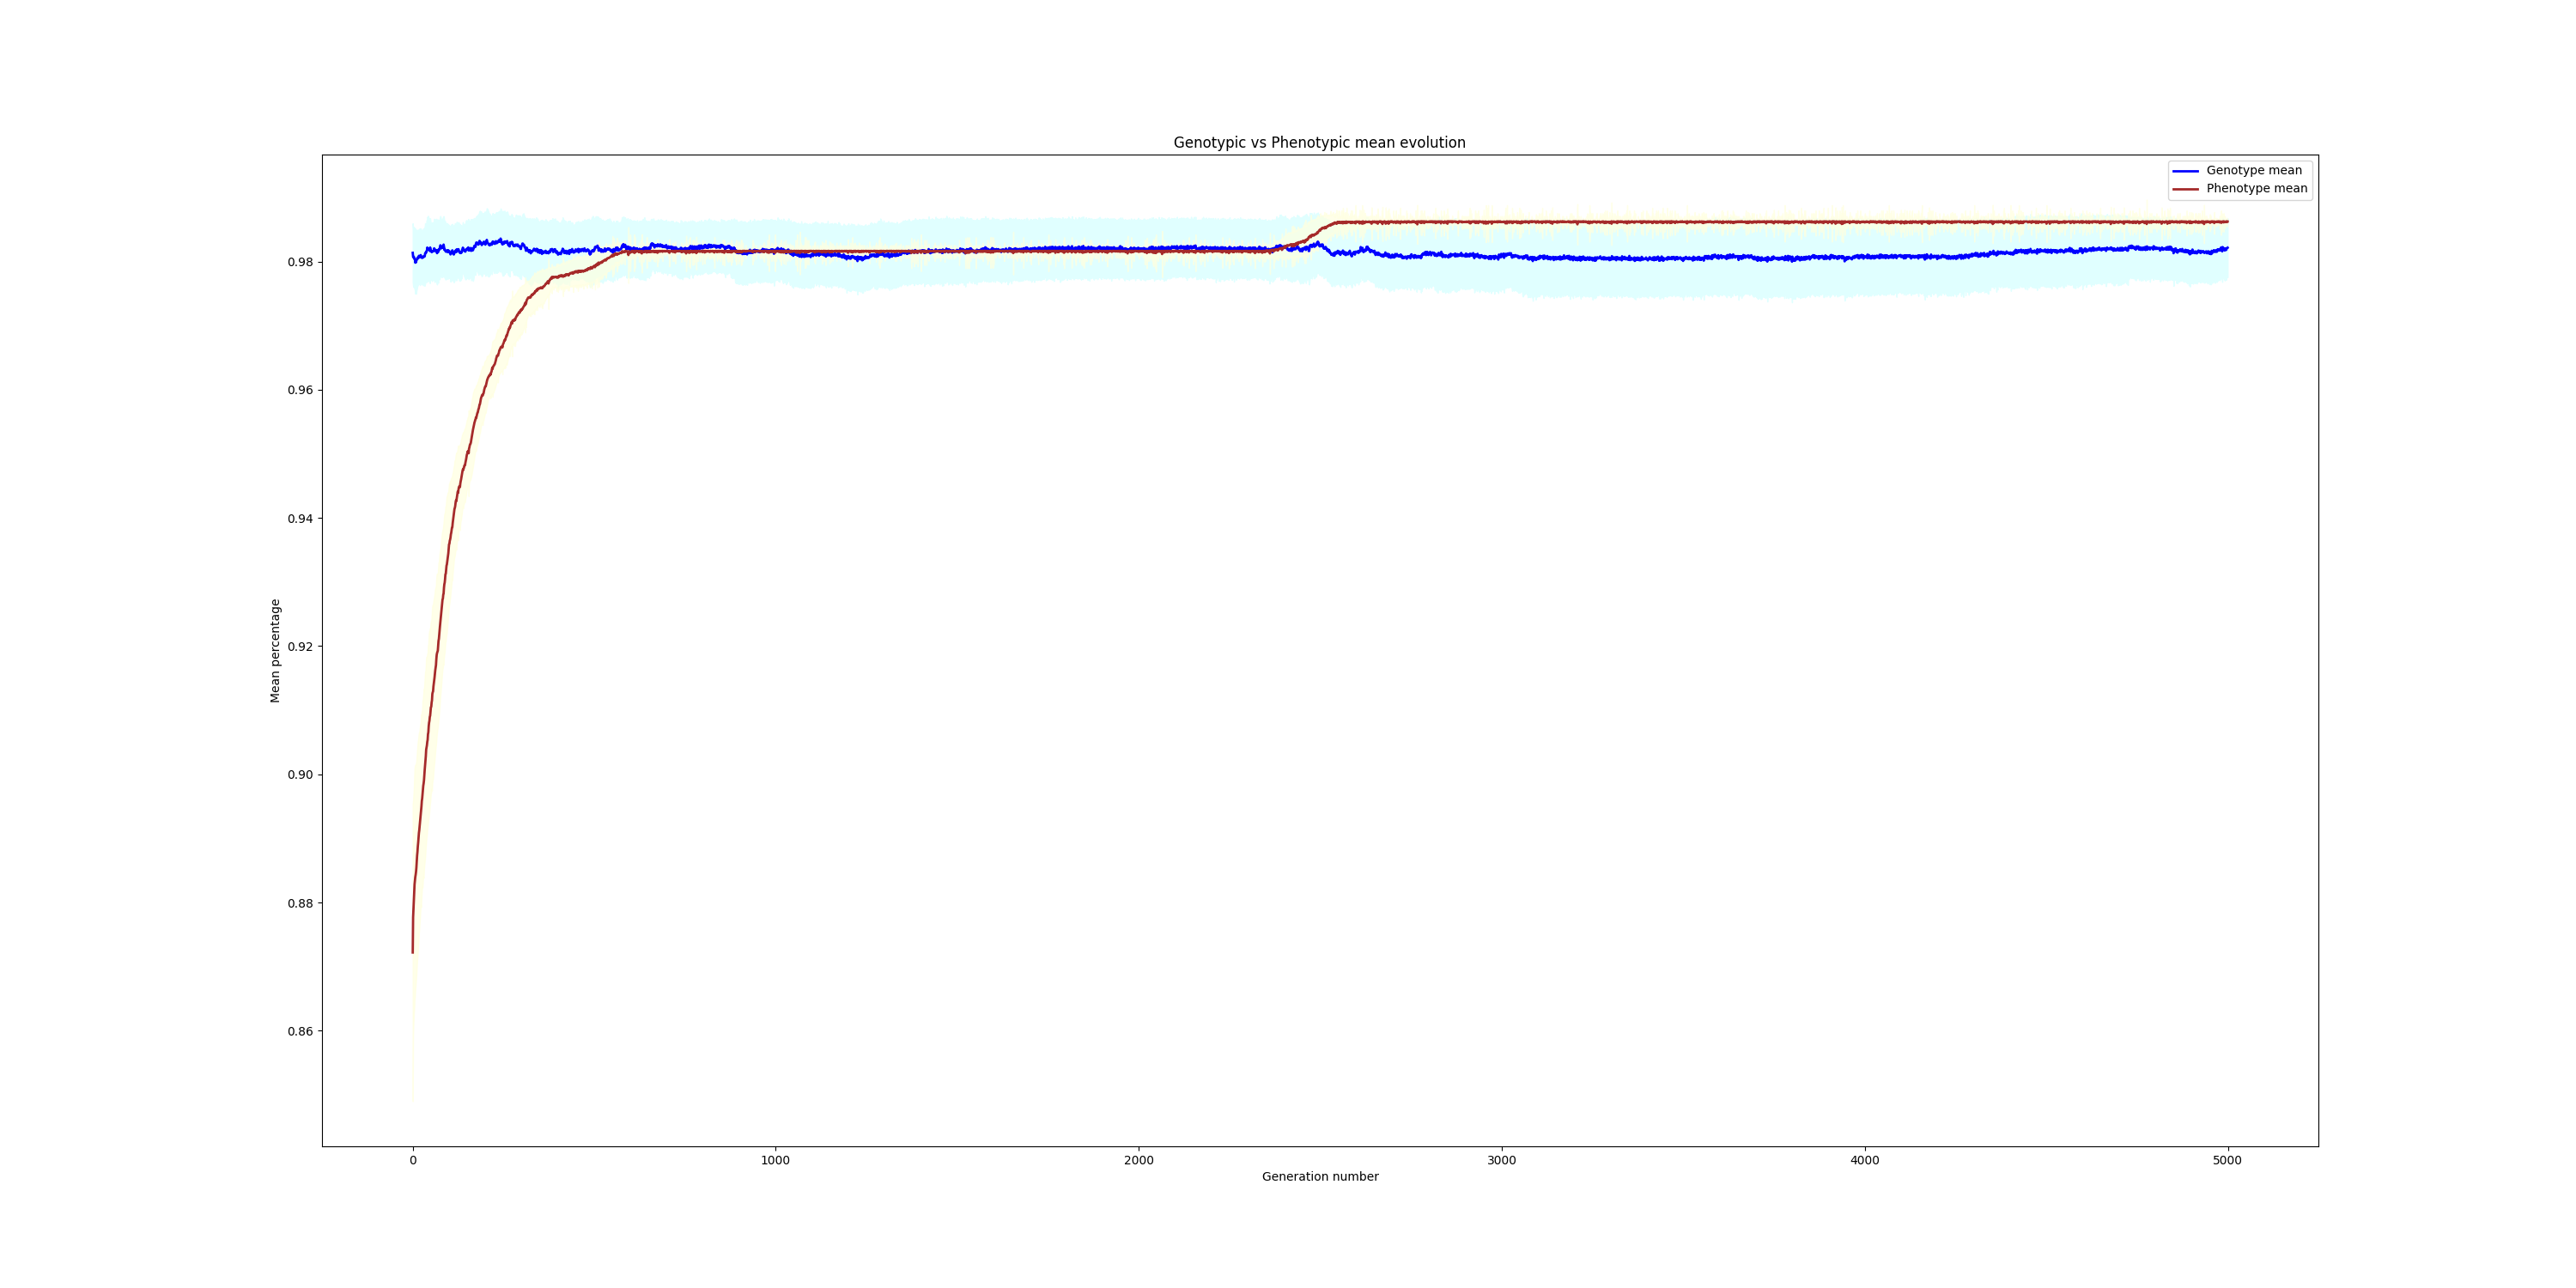 Genotypic vs Phenotypic mean evolution
Genotype mean
Phenotype mean
Mean percentage
0.98
0.96
0.94
0.92
0.90
0.88
0.86
0
1000
2000
3000
4000
5000
Generation number